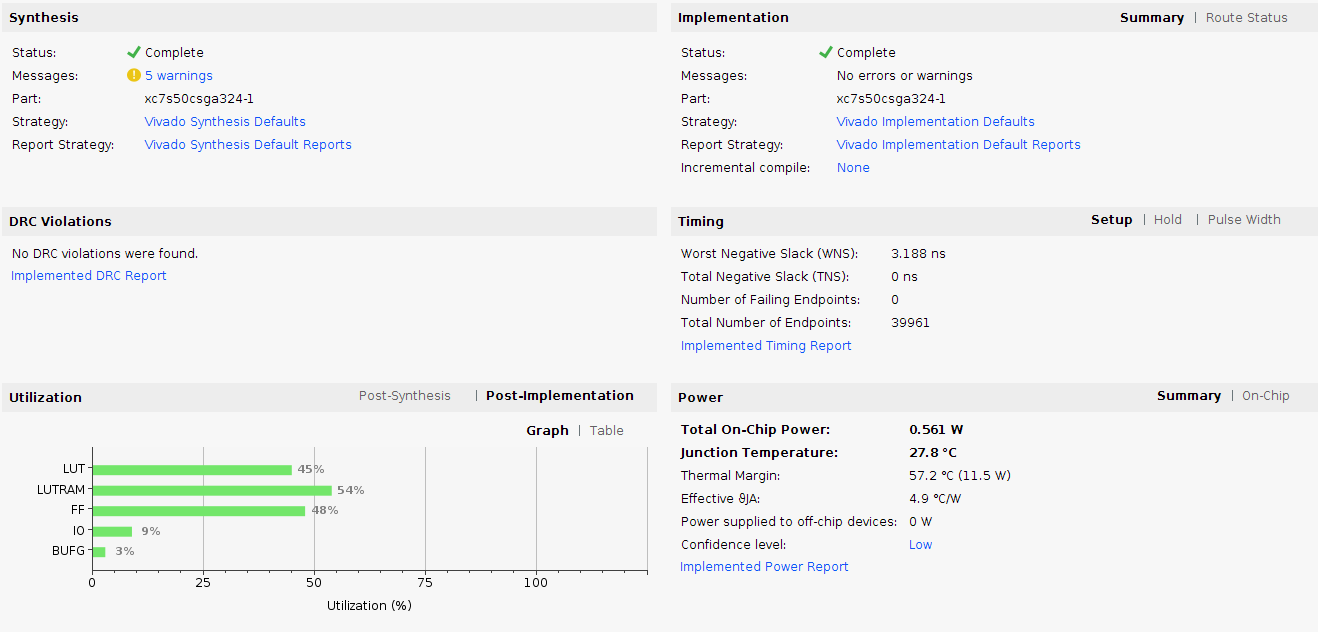 Synthesis
Status: Complete
Messages: 5 warnings
Part: xc7s50csga324-1
Strategy: Vivado Synthesis Defaults
Report Strategy: Vivado Synthesis Default Reports
Implementation Summary | Route Status
Status: Complete
Messages: No errors or warnings
Part: xc7s50csga324-1
Strategy: Vivado Implementation Defaults
Report Strategy: Vivado Implementation Default Reports
Incremental compile: None
DRC Violations
No DRC violations were found.
Implemented DRC Report
Timing Setup | Hold | Pulse Width
Worst Negative Slack (WNS): 3.188 ns
Total Negative Slack (TNS): 0 ns
Number of Failing Endpoints: 0
Total Number of Endpoints: 39961
Implemented Timing Report
Utilization Post-Synthesis | Post-Implementation
Graph | Table
LUT 45%
LUTRAM 54%
FF 48%
IO 9%
BUFG 3%
0 25 50 75 100
Utilization (%)
Power Summary | On-Chip
Total On-Chip Power: 0.561 W
Junction Temperature: 27.8 °C
Thermal Margin: 57.2 °C (11.5 W)
Effective ϑJA: 4.9 °C/W
Power supplied to off-chip devices: 0 W
Confidence level: Low
Implemented Power Report